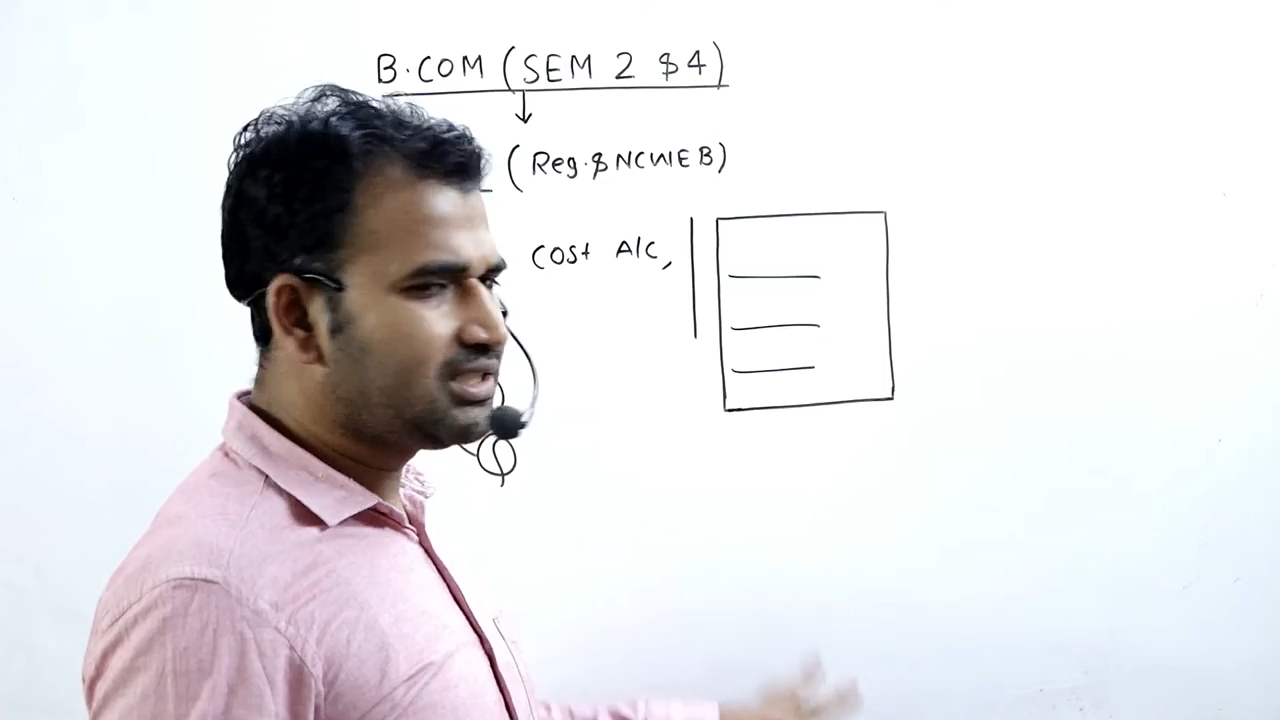 B.COM (SEM 2 $ 4)
(Reg. $ NCWEB)
COST A/C,